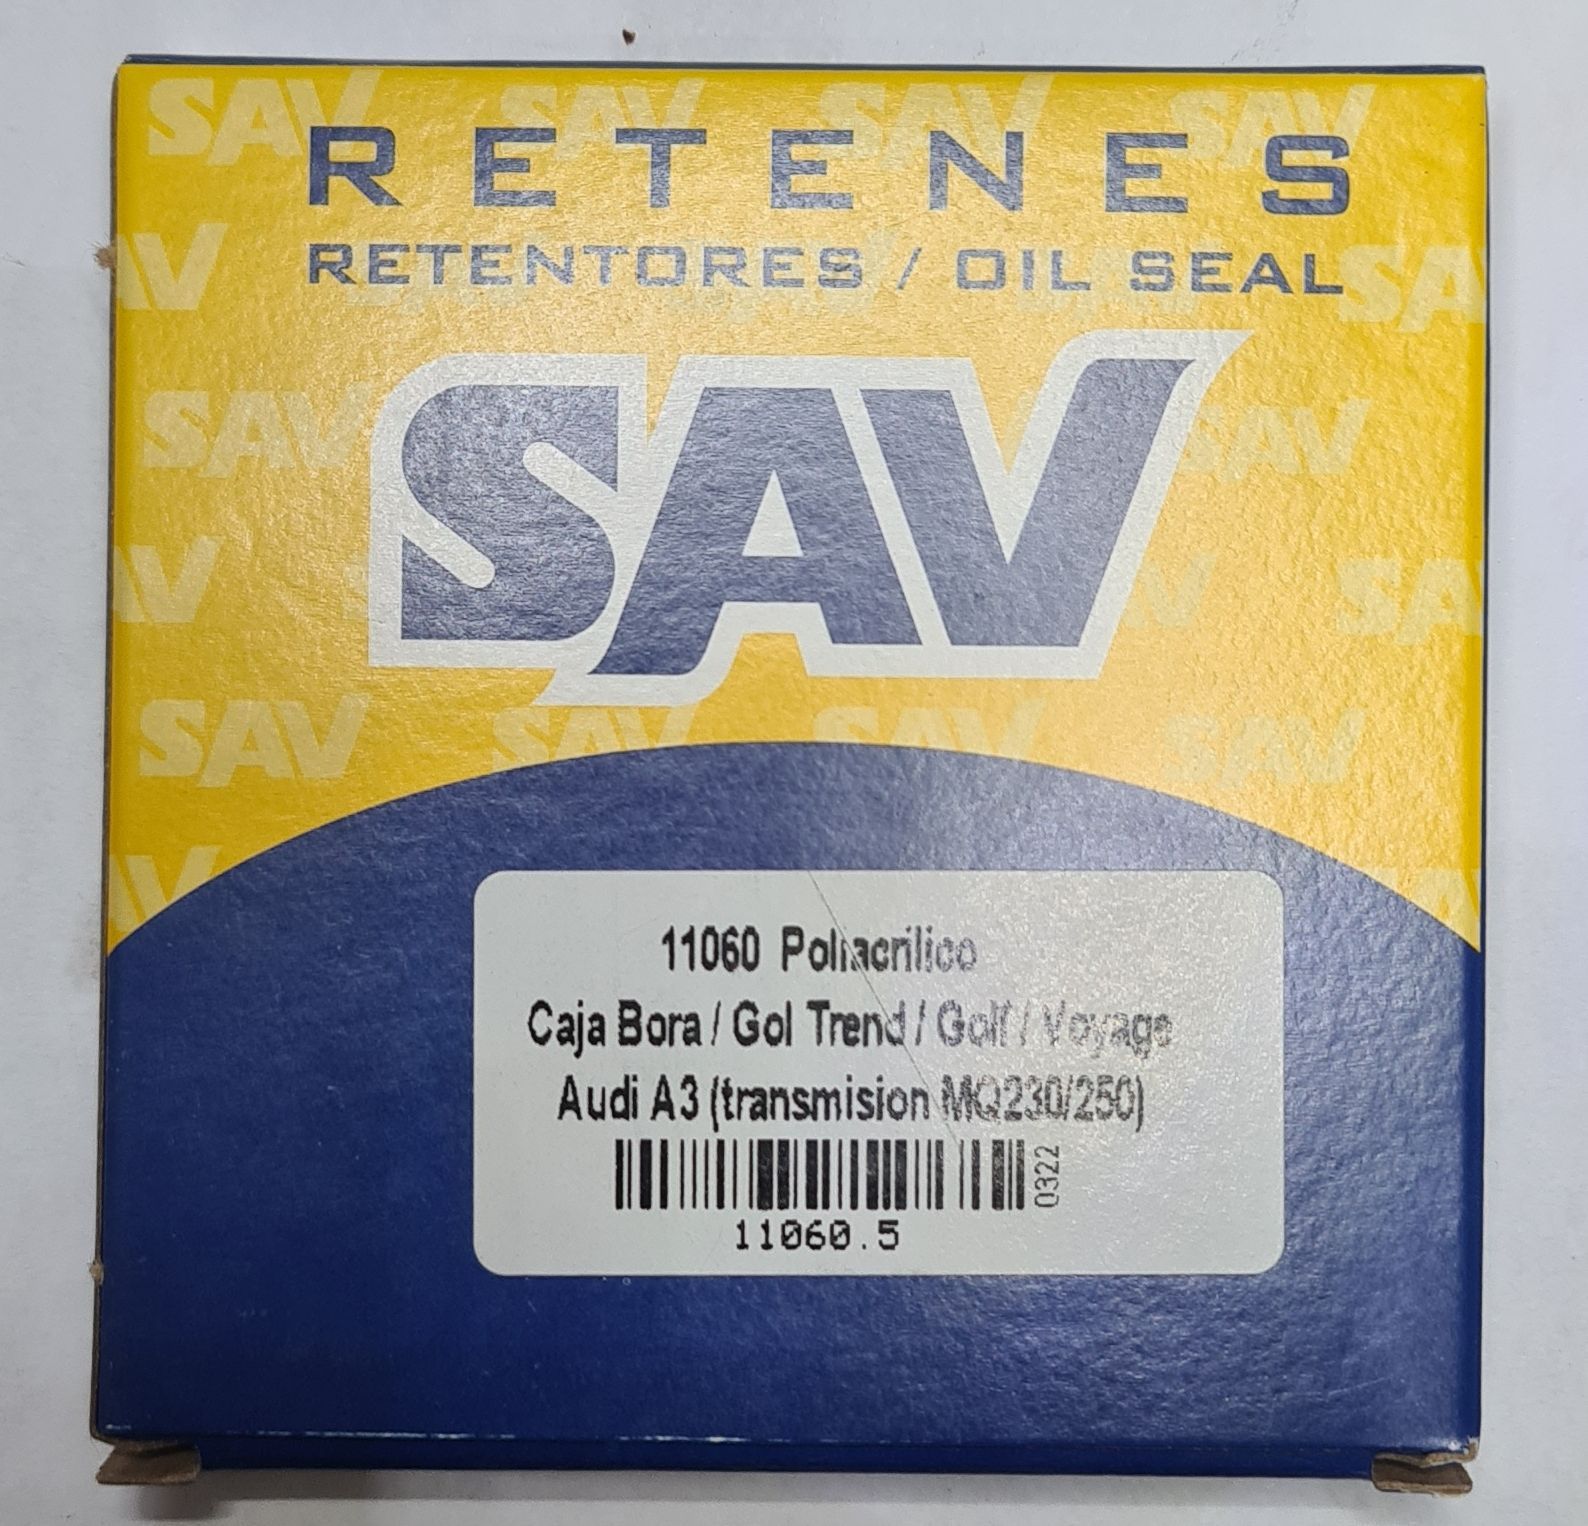 RETENES
RETENTORES / OIL SEAL
SAV
11060 Poliacrílico
Caja Bora / Gol Trend / Golf / Voyage
Audi A3 (transmision MQ230/250)
0322
11060.5